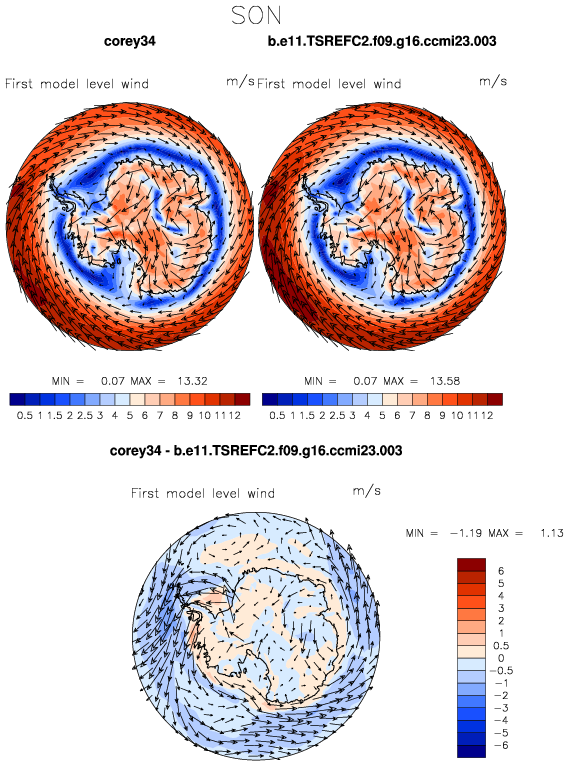 SON
corey34
b.e11.TSREFC2.f09.g16.ccmi23.003
First model level wind m/s
First model level wind m/s
MIN = 0.07 MAX = 13.32
MIN = 0.07 MAX = 13.58
0.5 1 1.5 2 2.5 3 4 5 6 7 8 9 10 11 12
0.5 1 1.5 2 2.5 3 4 5 6 7 8 9 10 11 12
corey34 - b.e11.TSREFC2.f09.g16.ccmi23.003
First model level wind m/s
MIN = -1.19 MAX = 1.13
6
5
4
3
2
1
0.5
0
-0.5
-1
-2
-3
-4
-5
-6